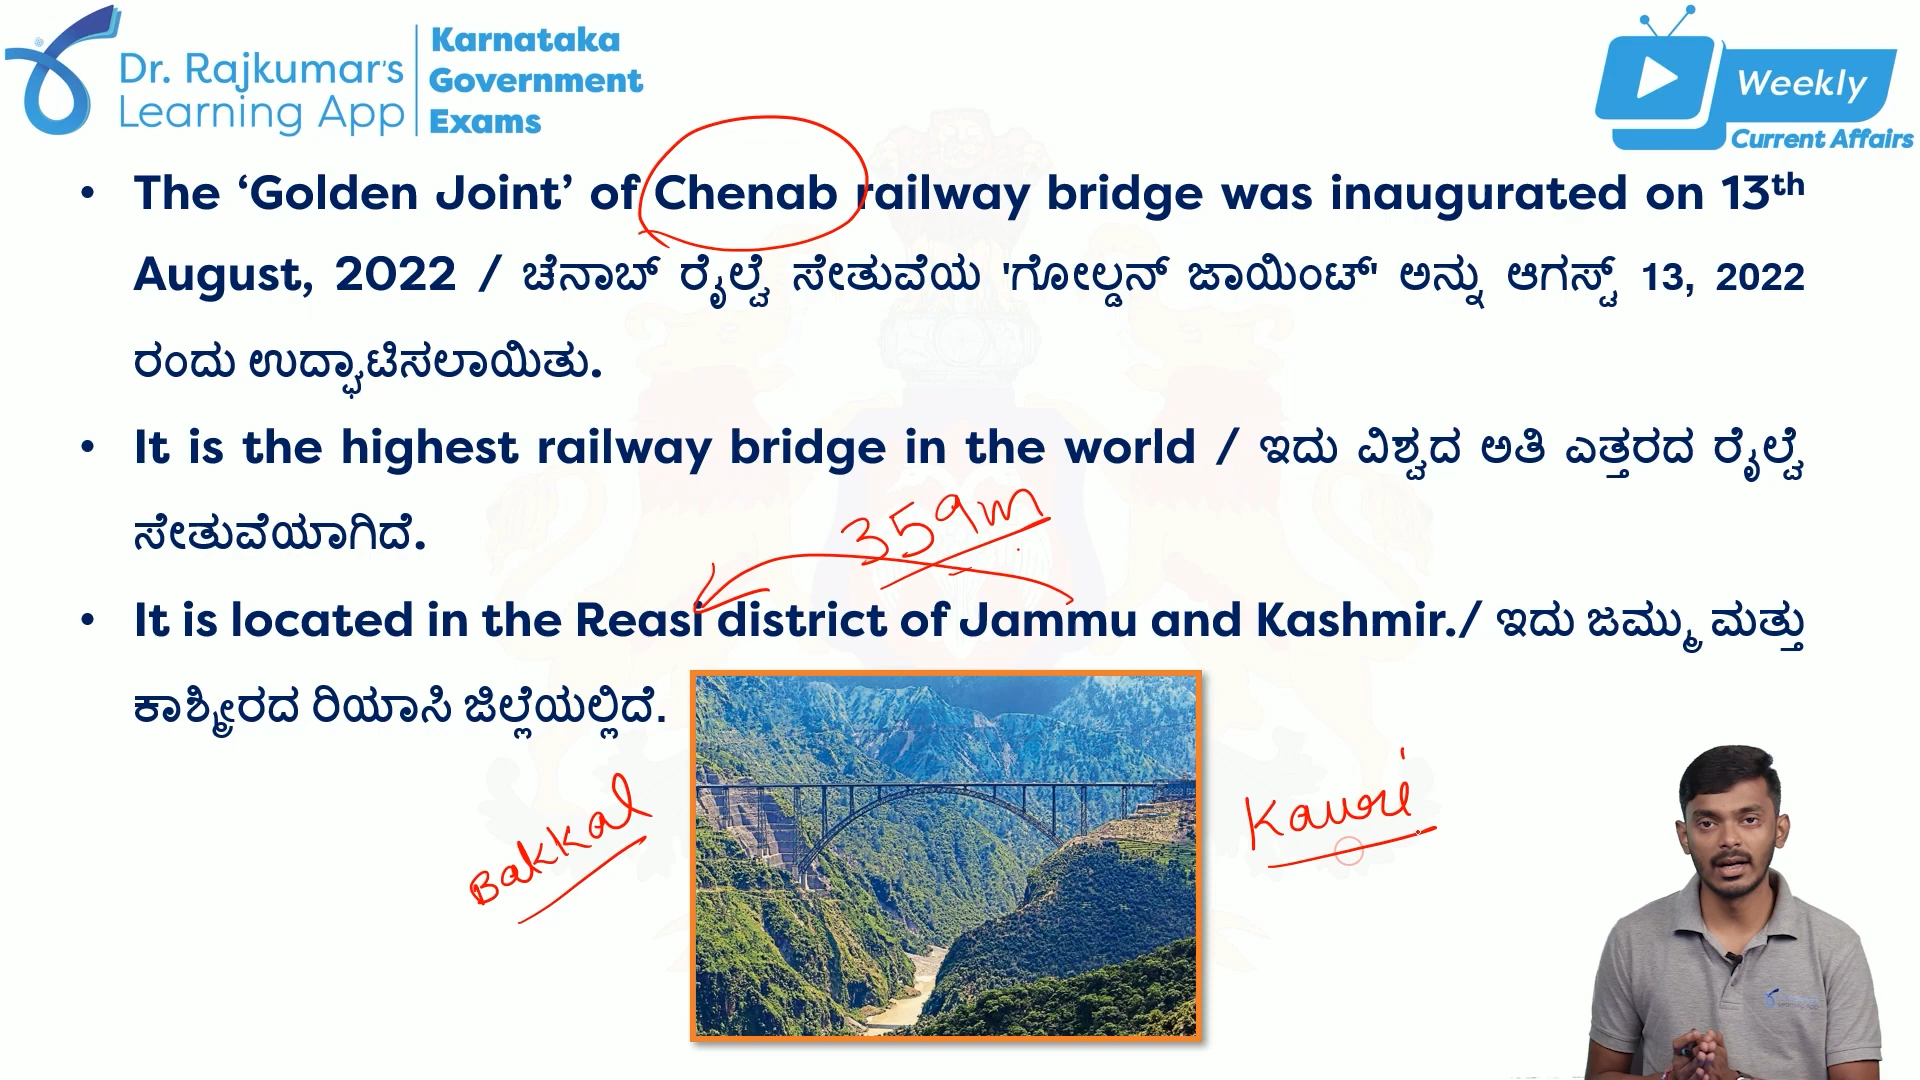 Dr. Rajkumar's
Learning App
Karnataka
Government
Exams
Weekly
Current Affairs
• The ‘Golden Joint’ of Chenab railway bridge was inaugurated on 13th
August, 2022 / ಚೆನಾಬ್ ರೈಲ್ವೆ ಸೇತುವೆಯ 'ಗೋಲ್ಡನ್ ಜಾಯಿಂಟ್' ಅನ್ನು ಆಗಸ್ಟ್ 13, 2022
ರಂದು ಉದ್ಘಾಟಿಸಲಾಯಿತು.
• It is the highest railway bridge in the world / ಇದು ವಿಶ್ವದ ಅತಿ ಎತ್ತರದ ರೈಲ್ವೆ
ಸೇತುವೆಯಾಗಿದೆ.
359m
• It is located in the Reasi district of Jammu and Kashmir./ ಇದು ಜಮ್ಮು ಮತ್ತು
ಕಾಶ್ಮೀರದ ರಿಯಾಸಿ ಜಿಲ್ಲೆಯಲ್ಲಿದೆ.
Bakkal
Kauri